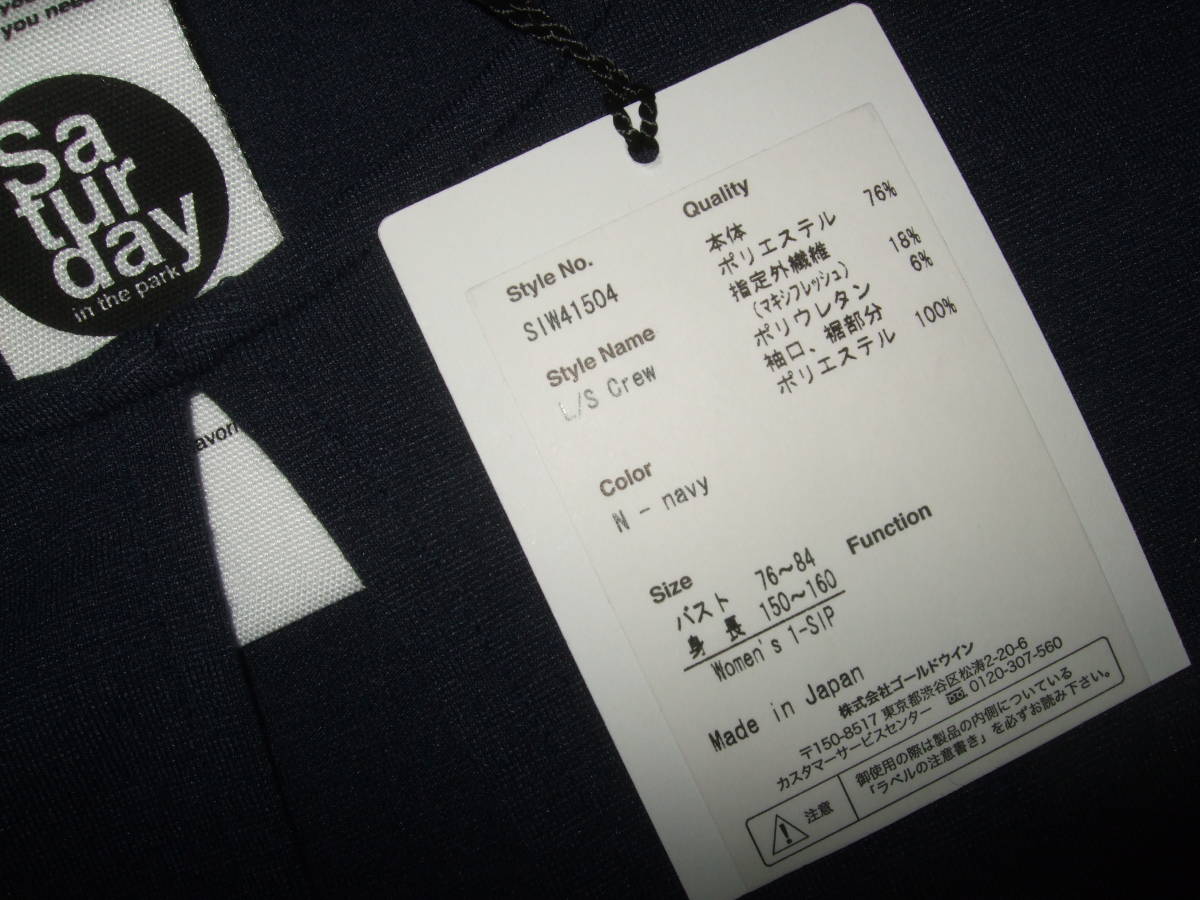 you need
Sa
tur
day
in the park
avori
Style No.
SIW41504
Style Name
L/S Crew
Color
N - navy
Size
バスト 76～84
身 長 150～160
Women's 1-SIP
Made in Japan
Quality
本体
ポリエステル 76%
指定外繊維 18%
(マキシフレッシュ)
ポリウレタン 6%
袖口、裾部分
ポリエステル 100%
Function
株式会社ゴールドウイン
〒150-8517 東京都渋谷区松涛2-20-6
カスタマーサービスセンター 0120-307-560
注意
御使用の際は製品の内側についている
「ラベルの注意書き」を必ずお読み下さい。